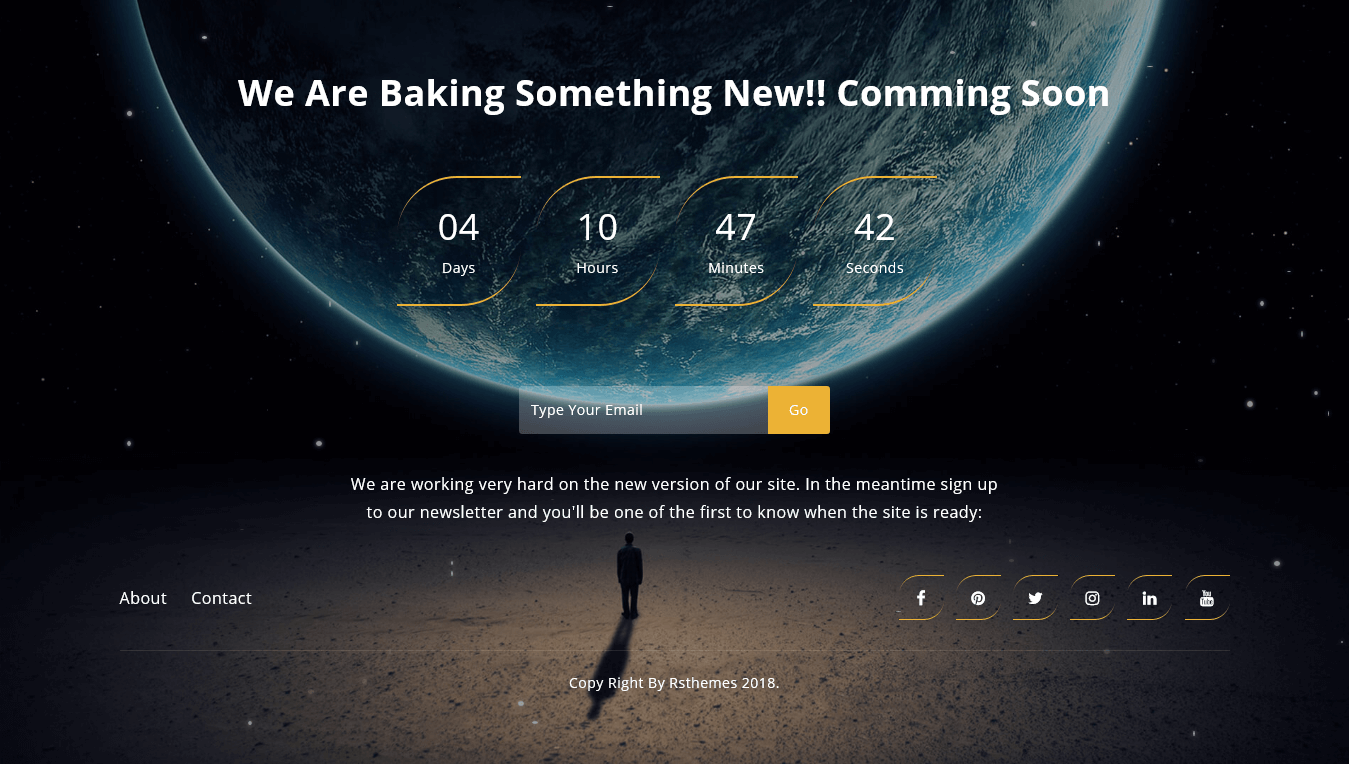 We Are Baking Something New!! Comming Soon
04 10 47 42
Days Hours Minutes Seconds
Type Your Email Go
We are working very hard on the new version of our site. In the meantime sign up
to our newsletter and you'll be one of the first to know when the site is ready:
About Contact
You Tube
Copy Right By Rsthemes 2018.